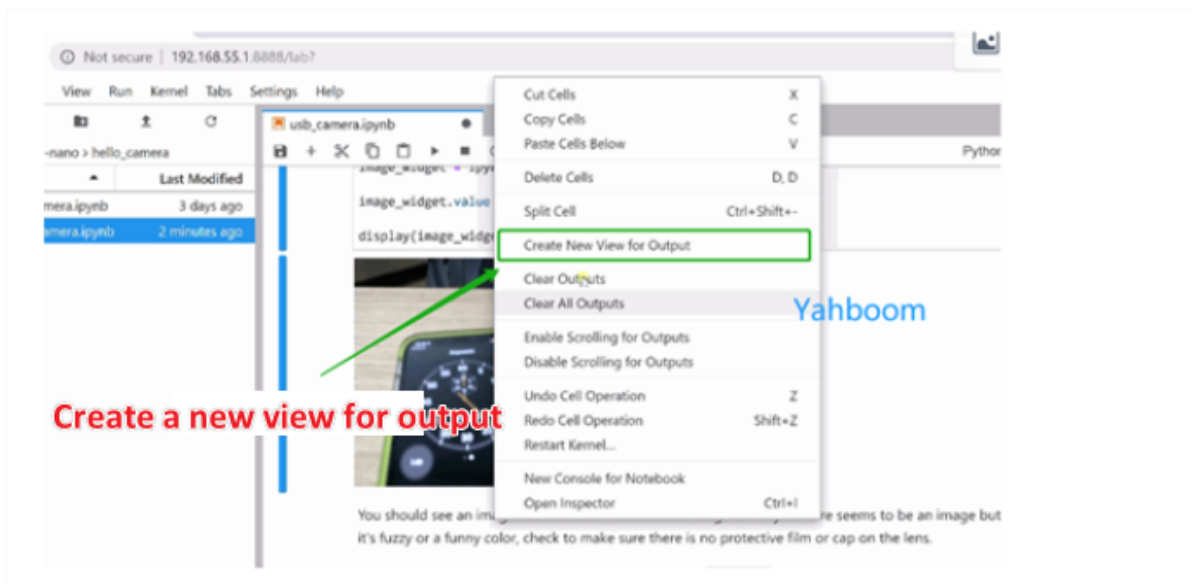 Not secure | 192.168.55.1:8888/lab?
View Run Kernel Tabs Settings Help
usb_camera.ipynb
-nano > hello_camera
Python
Last Modified
mera.ipynb 3 days ago
amera.ipynb 2 minutes ago
image_widget = ipy
image_widget.value
display(image_widge
Cut Cells X
Copy Cells C
Paste Cells Below V
Delete Cells D, D
Split Cell Ctrl+Shift+-
Create New View for Output
Clear Outputs
Clear All Outputs
Enable Scrolling for Outputs
Disable Scrolling for Outputs
Undo Cell Operation Z
Redo Cell Operation Shift+Z
Restart Kernel...
New Console for Notebook
Open Inspector Ctrl+I
Yahboom
Create a new view for output
You should see an im re seems to be an image but
it's fuzzy or a funny color, check to make sure there is no protective film or cap on the lens.